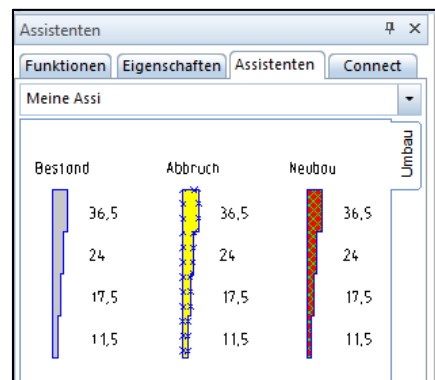 Assistenten
Funktionen Eigenschaften Assistenten Connect
Meine Assi
Umbau
Bestand Abbruch Neubau
36,5 36,5 36,5
24 24 24
17,5 17,5 17,5
11,5 11,5 11,5